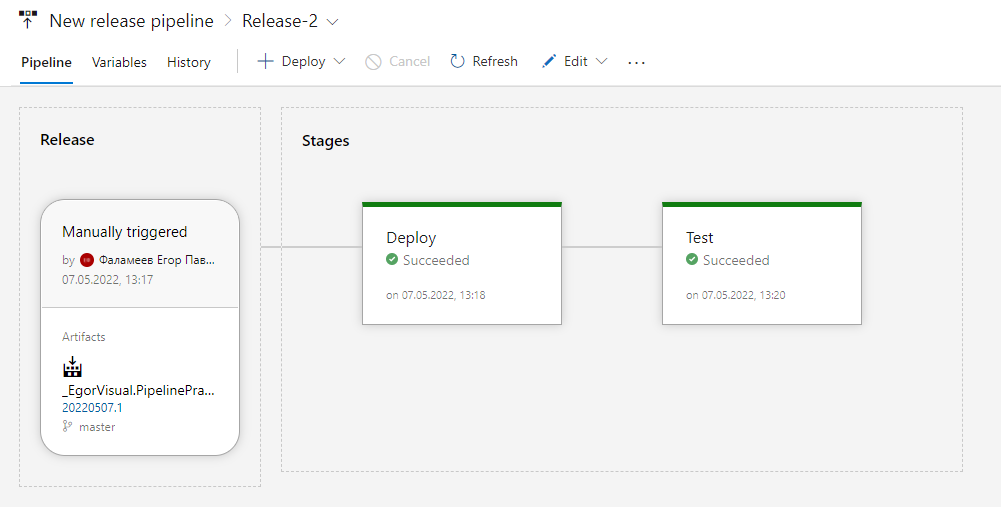 New release pipeline > Release-2
Pipeline Variables History + Deploy Cancel Refresh Edit ...
Release
Manually triggered
by Фаламеев Егор Пав...
07.05.2022, 13:17
Artifacts
_EgorVisual.PipelinePra...
20220507.1
master
Stages
Deploy
Succeeded
on 07.05.2022, 13:18
Test
Succeeded
on 07.05.2022, 13:20